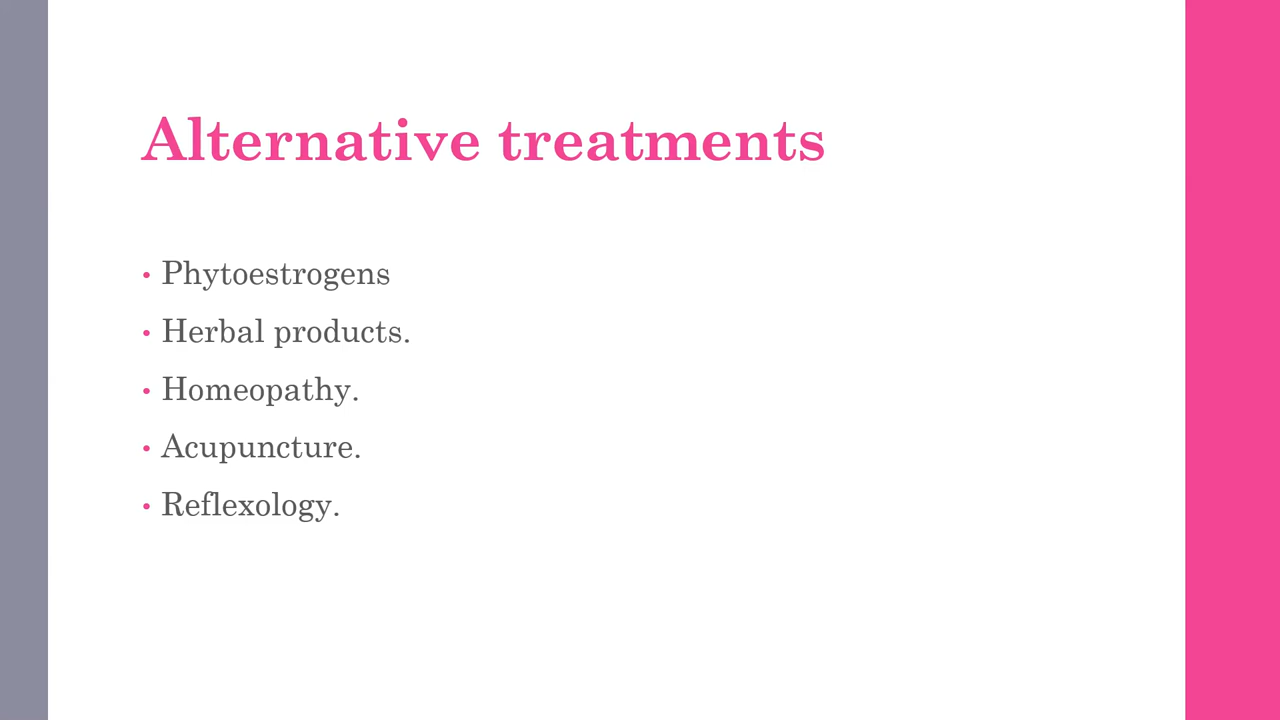 Alternative treatments
• Phytoestrogens
• Herbal products.
• Homeopathy.
• Acupuncture.
• Reflexology.